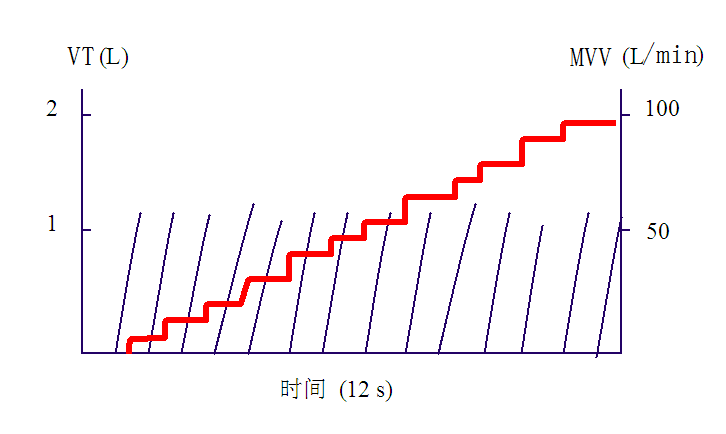 VT(L)
MVV (L/min)
2
100
1
50
时间 (12 s)